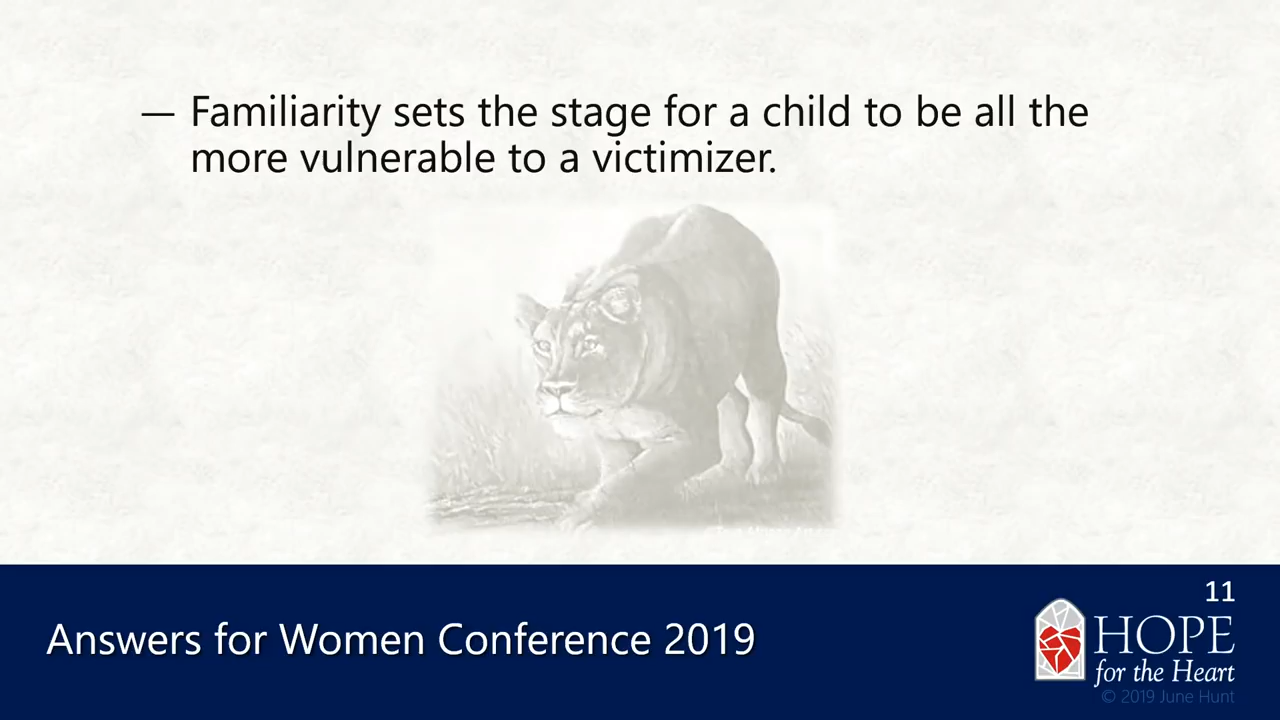 — Familiarity sets the stage for a child to be all the
more vulnerable to a victimizer.
11
Answers for Women Conference 2019
HOPE
for the Heart
© 2019 June Hunt